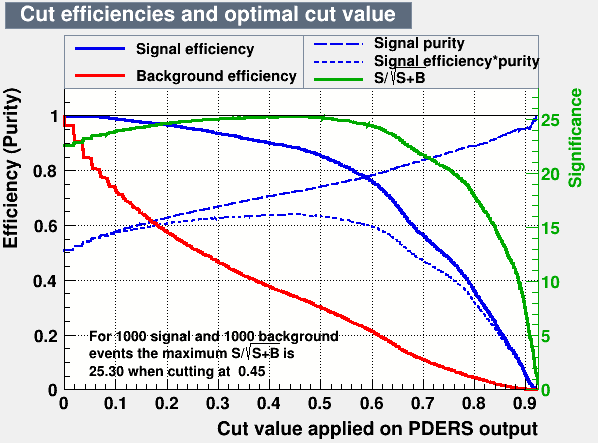 Cut efficiencies and optimal cut value
Signal efficiency
Background efficiency
Signal purity
Signal efficiency*purity
S/√S+B
Efficiency (Purity)
1
0.8
0.6
0.4
0.2
0
Significance
25
20
15
10
5
0
For 1000 signal and 1000 background
events the maximum S/√S+B is
25.30 when cutting at 0.45
0 0.1 0.2 0.3 0.4 0.5 0.6 0.7 0.8 0.9
Cut value applied on PDERS output